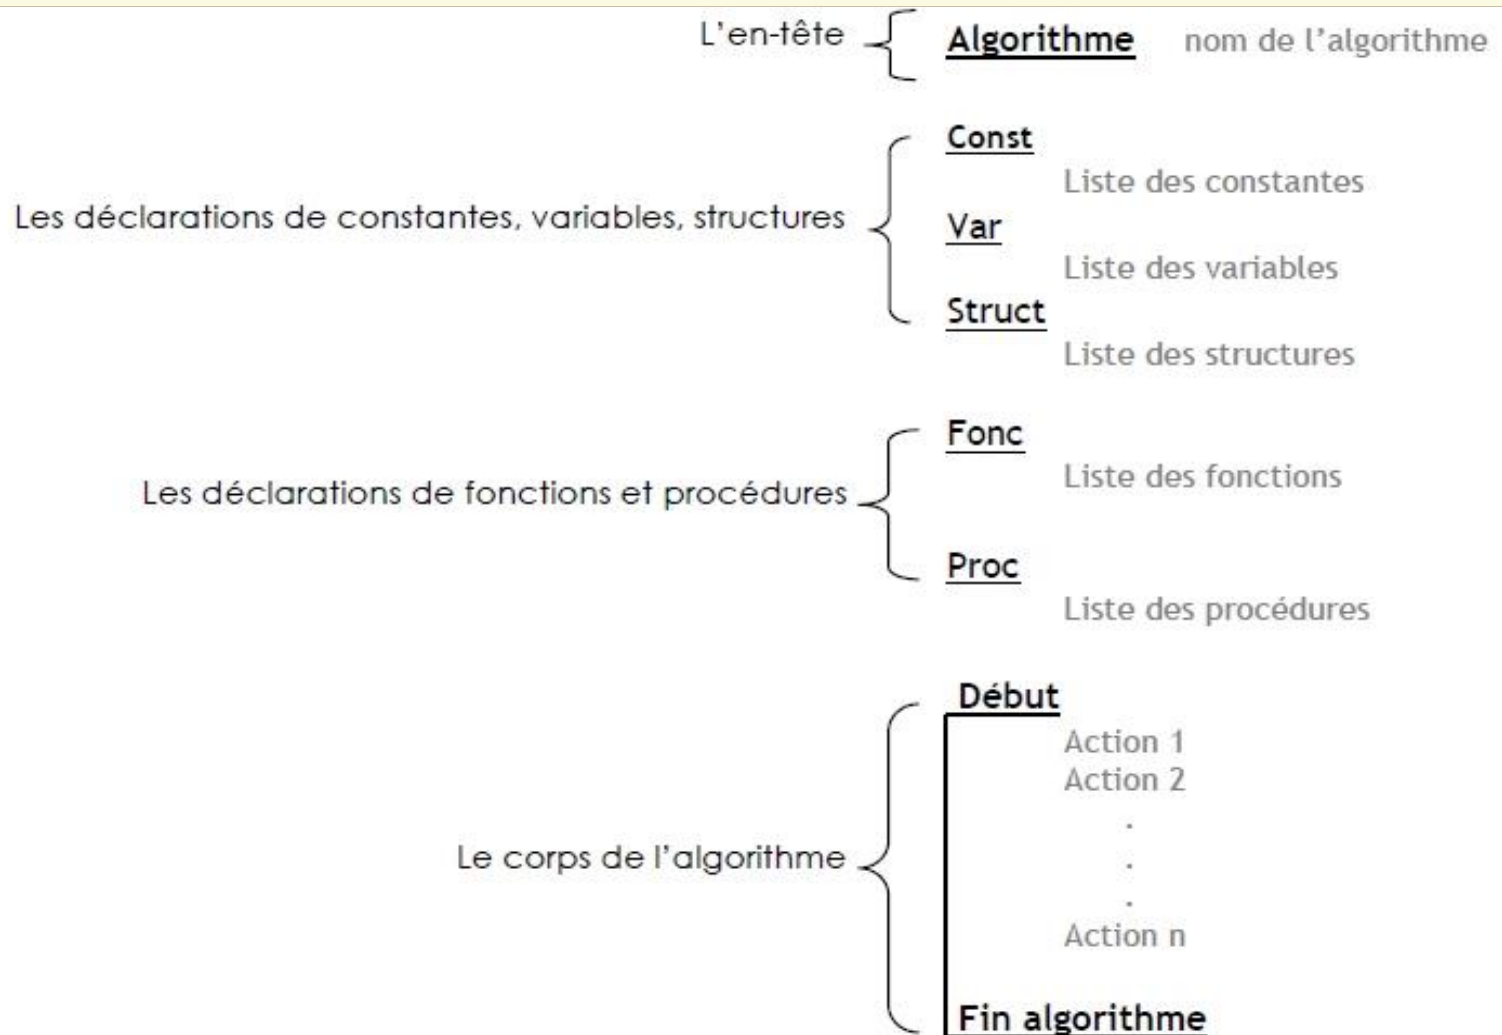 L'en-tête Algorithme nom de l'algorithme
Const
Liste des constantes
Les déclarations de constantes, variables, structures Var
Liste des variables
Struct
Liste des structures
Fonc
Liste des fonctions
Les déclarations de fonctions et procédures
Proc
Liste des procédures
Début
Action 1
Action 2
.
.
.
Le corps de l'algorithme
Action n
Fin algorithme